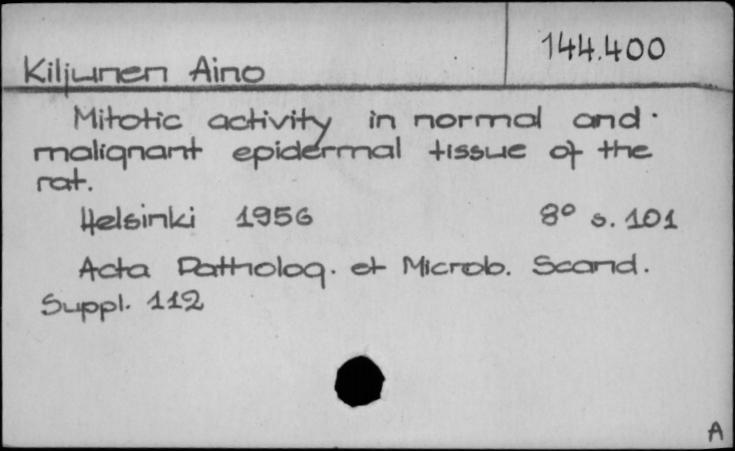 144.400
Kiljunen Aino
Mitotic activity in normal and
malignant epidermal tissue of the
rat.
Helsinki 1956 8° s. 101
Acta Patholog. et Microb. Scand.
Suppl. 112
A